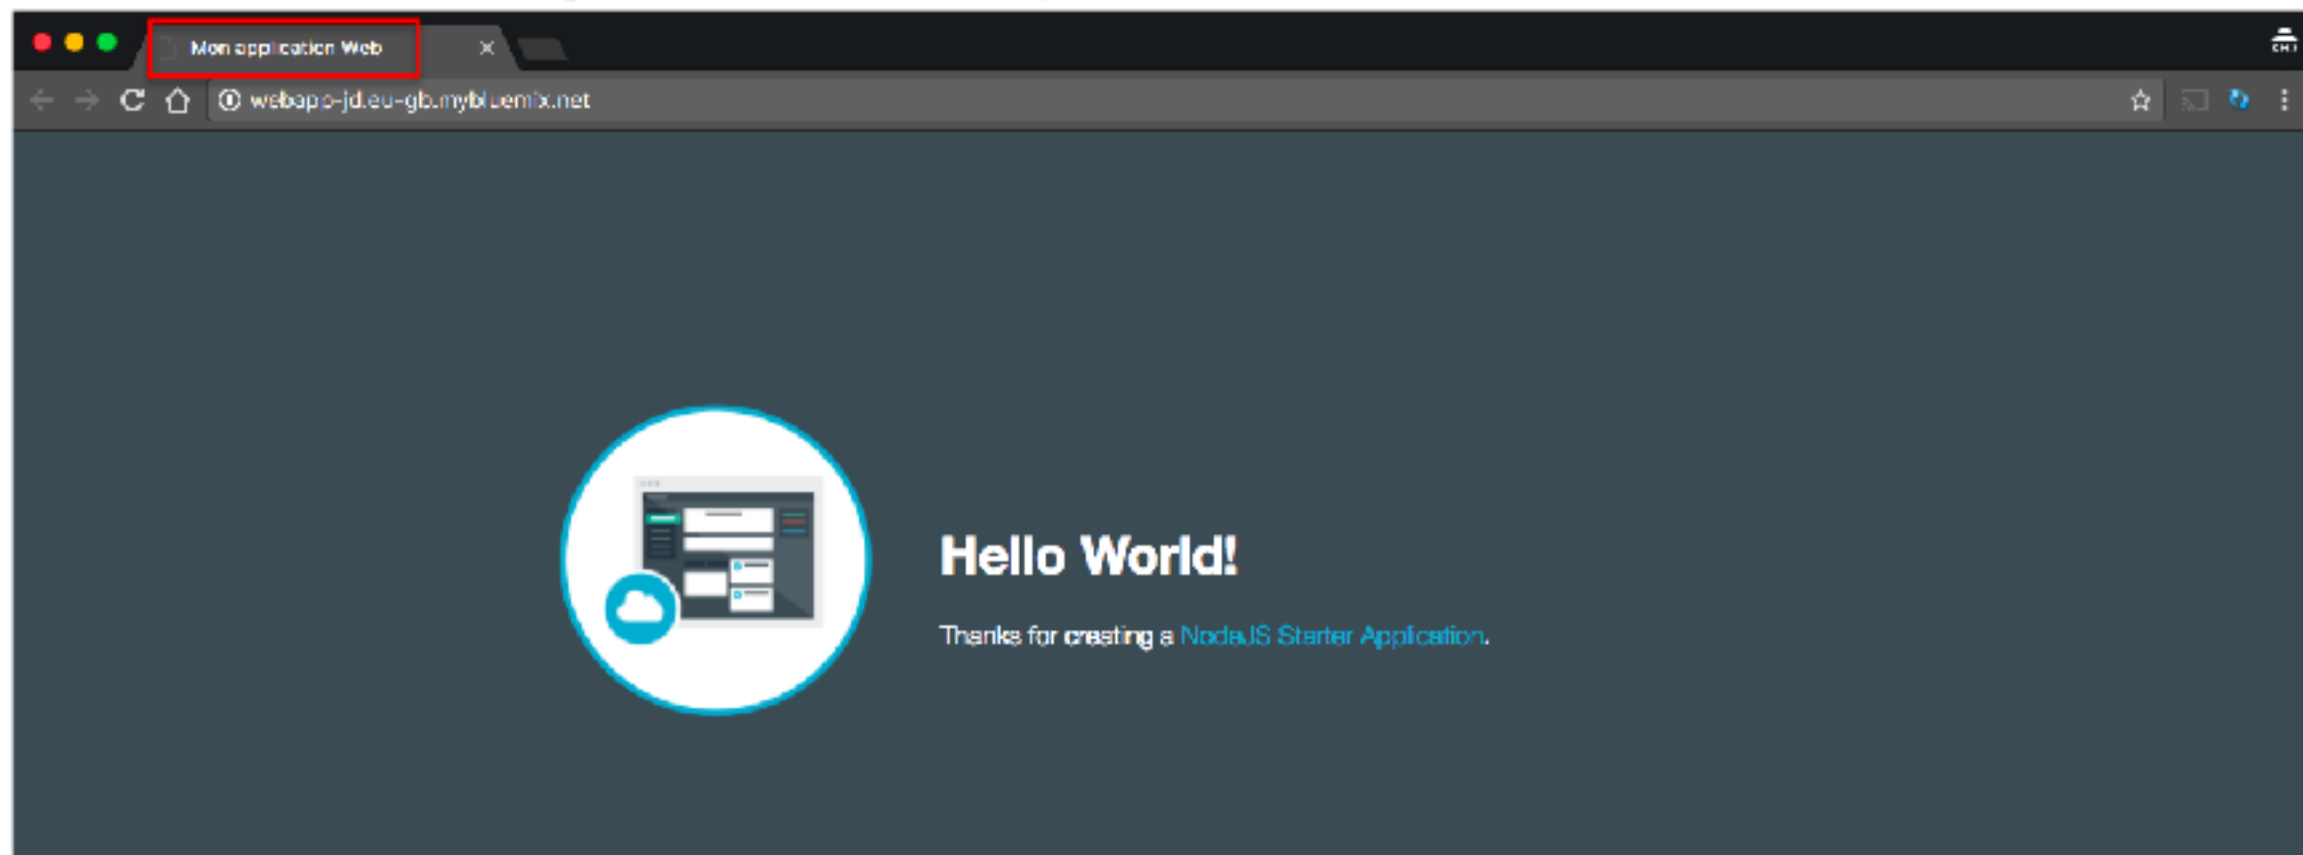 Mon application Web
webapp-jd.eu-gb.mybluemix.net
Hello World!
Thanks for creating a NodeJS Starter Application.